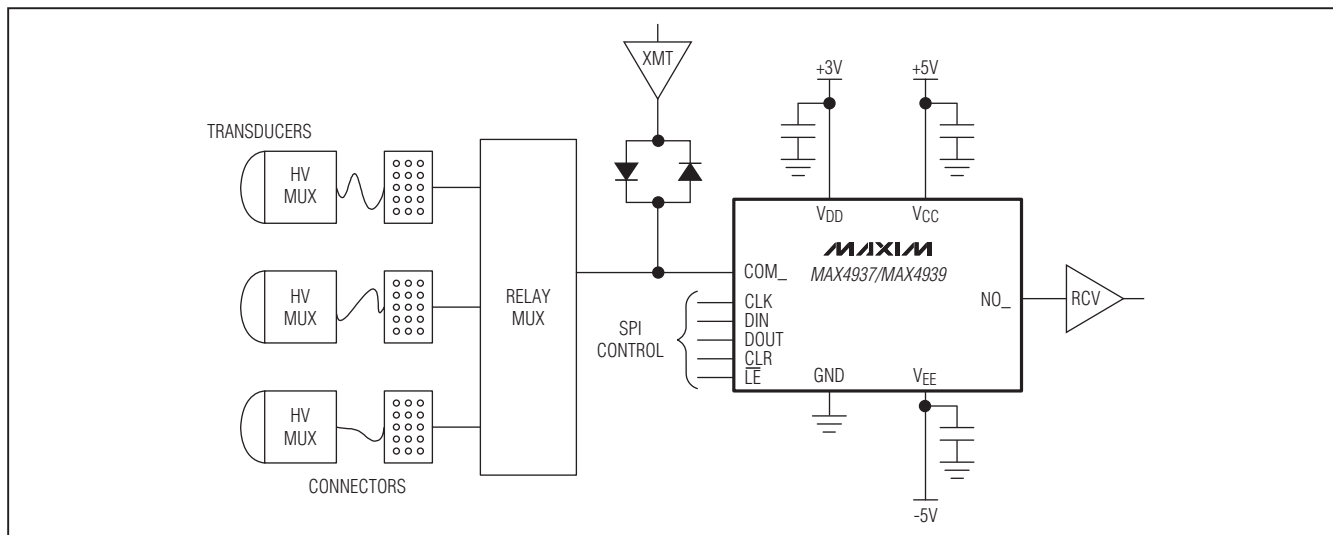 XMT
+3V
+5V
TRANSDUCERS
HV
MUX
VDD
VCC
MAXIM
MAX4937/MAX4939
COM_
NO_
RCV
HV
MUX
RELAY
MUX
SPI
CONTROL
CLK
DIN
DOUT
CLR
LE
GND
VEE
HV
MUX
CONNECTORS
-5V